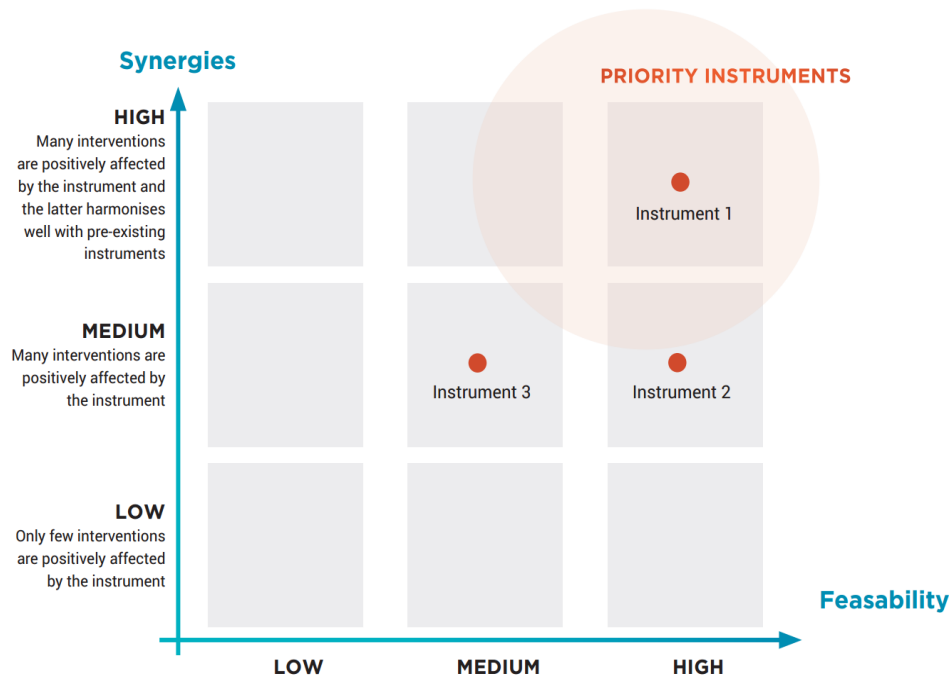 Synergies
PRIORITY INSTRUMENTS
HIGH
Many interventions
are positively affected
by the instrument and
the latter harmonises
well with pre-existing
instruments
Instrument 1
MEDIUM
Many interventions are
positively affected by
the instrument
Instrument 3
Instrument 2
LOW
Only few interventions
are positively affected
by the instrument
Feasability
LOW
MEDIUM
HIGH